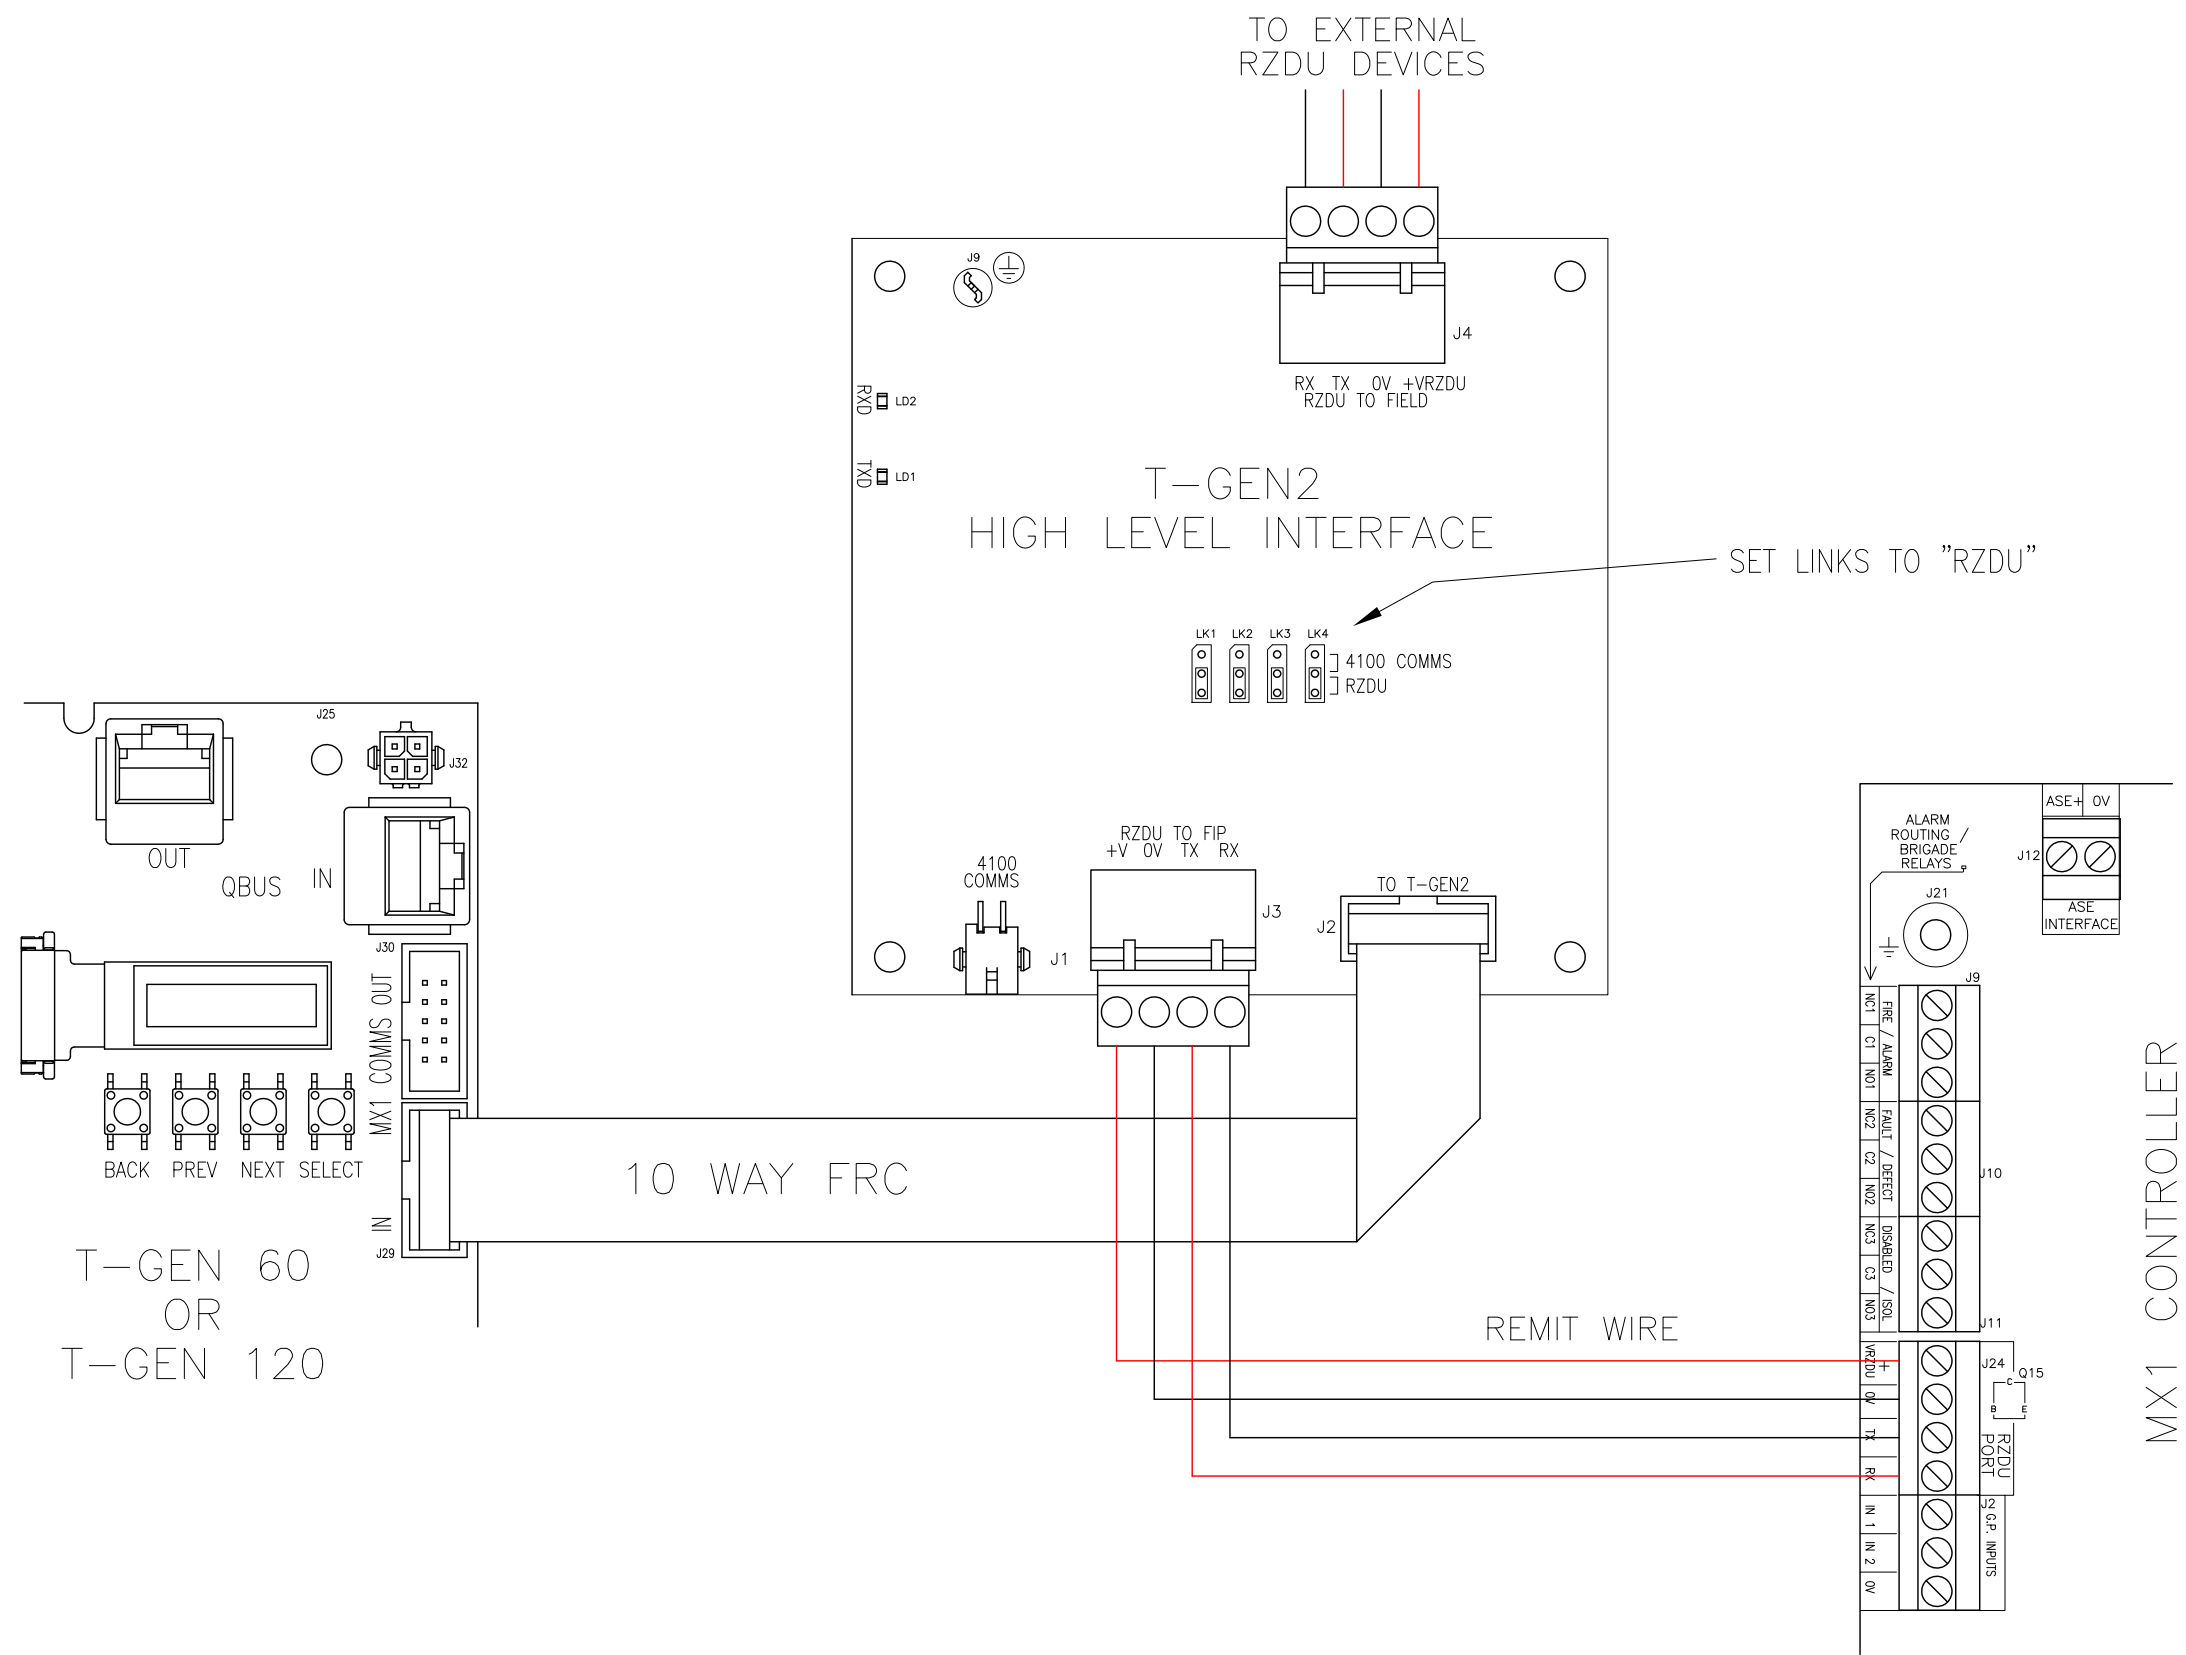 TO EXTERNAL
RZDU DEVICES
J9
J4
RX TX 0V +VRZDU
RZDU TO FIELD
RXD
LD2
TXD
LD1
T-GEN2
HIGH LEVEL INTERFACE
SET LINKS TO "RZDU"
LK1 LK2 LK3 LK4
4100 COMMS
RZDU
RZDU TO FIP
+V 0V TX RX
4100
COMMS
J1
J3
TO T-GEN2
J2
J25
J32
OUT
QBUS
IN
J30
MX1 COMMS OUT
IN
J29
BACK PREV NEXT SELECT
T-GEN 60
OR
T-GEN 120
10 WAY FRC
REMIT WIRE
ASE+ 0V
J12
ASE
INTERFACE
ALARM
ROUTING /
BRIGADE
RELAYS
J21
J9
NC1
C1
NO1
FIRE / ALARM
NC2
C2
NO2
FAULT / DEFECT
J10
NC3
C3
NO3
DISABLED / ISOL
J11
VRZDU
+
0V
TX
RX
J24
Q15
C
B E
RZDU
PORT
IN 1
IN 2
0V
J2
G.P. INPUTS
MX1 CONTROLLER